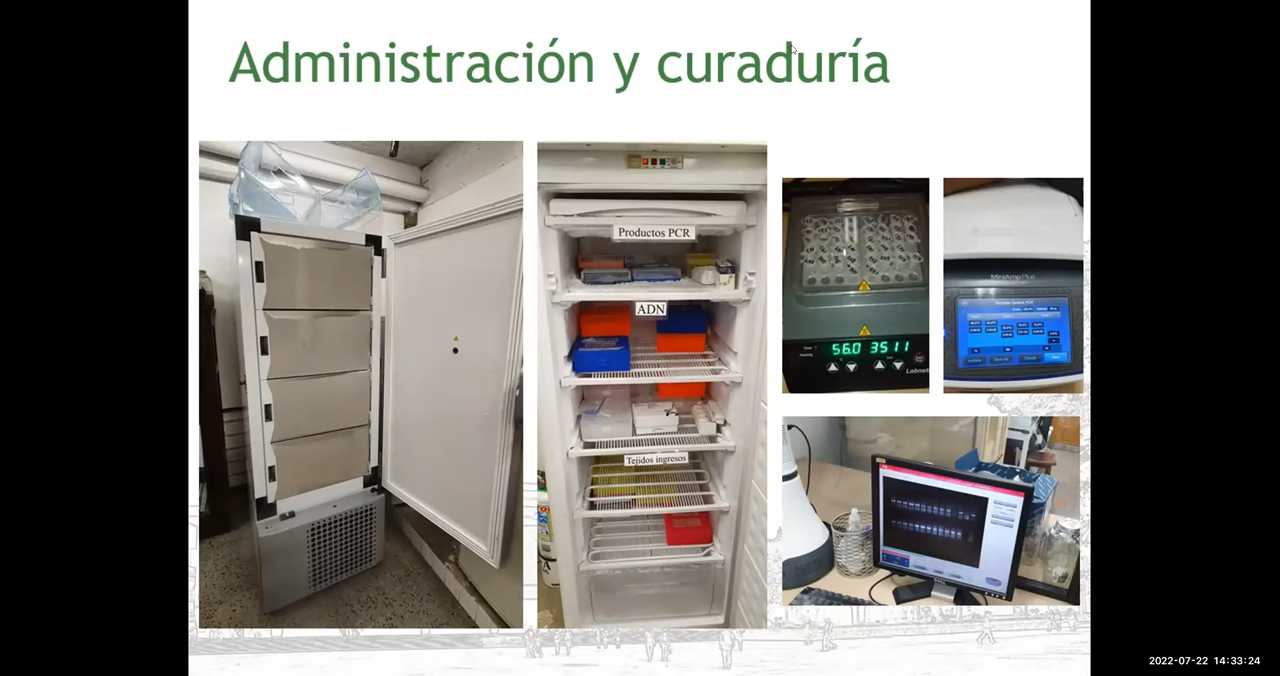 Administración y curaduría
Productos PCR
ADN
Tejidos ingresos
56.0 35 11
Labnet
MiniAmp Plus
2022-07-22 14:33:24